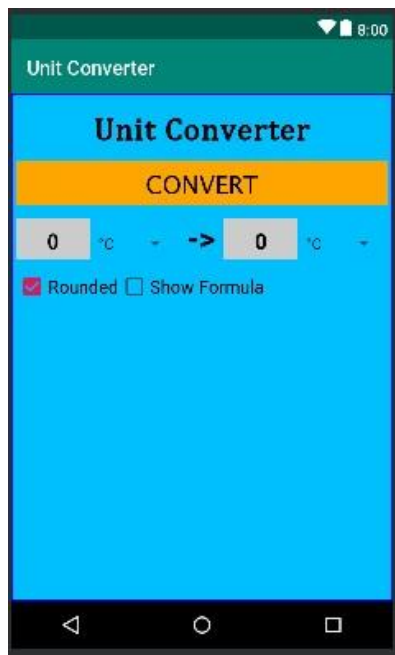 8:00
Unit Converter
Unit Converter
CONVERT
0 °C -> 0 °C
Rounded Show Formula